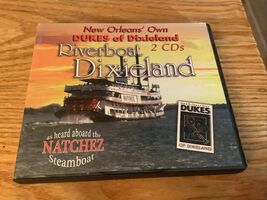 New Orleans' Own
DUKES of Dixieland
Riverboat
2 CDs
Dixieland
as heard aboard the
NATCHEZ
Steamboat
DUKES
OF DIXIELAND